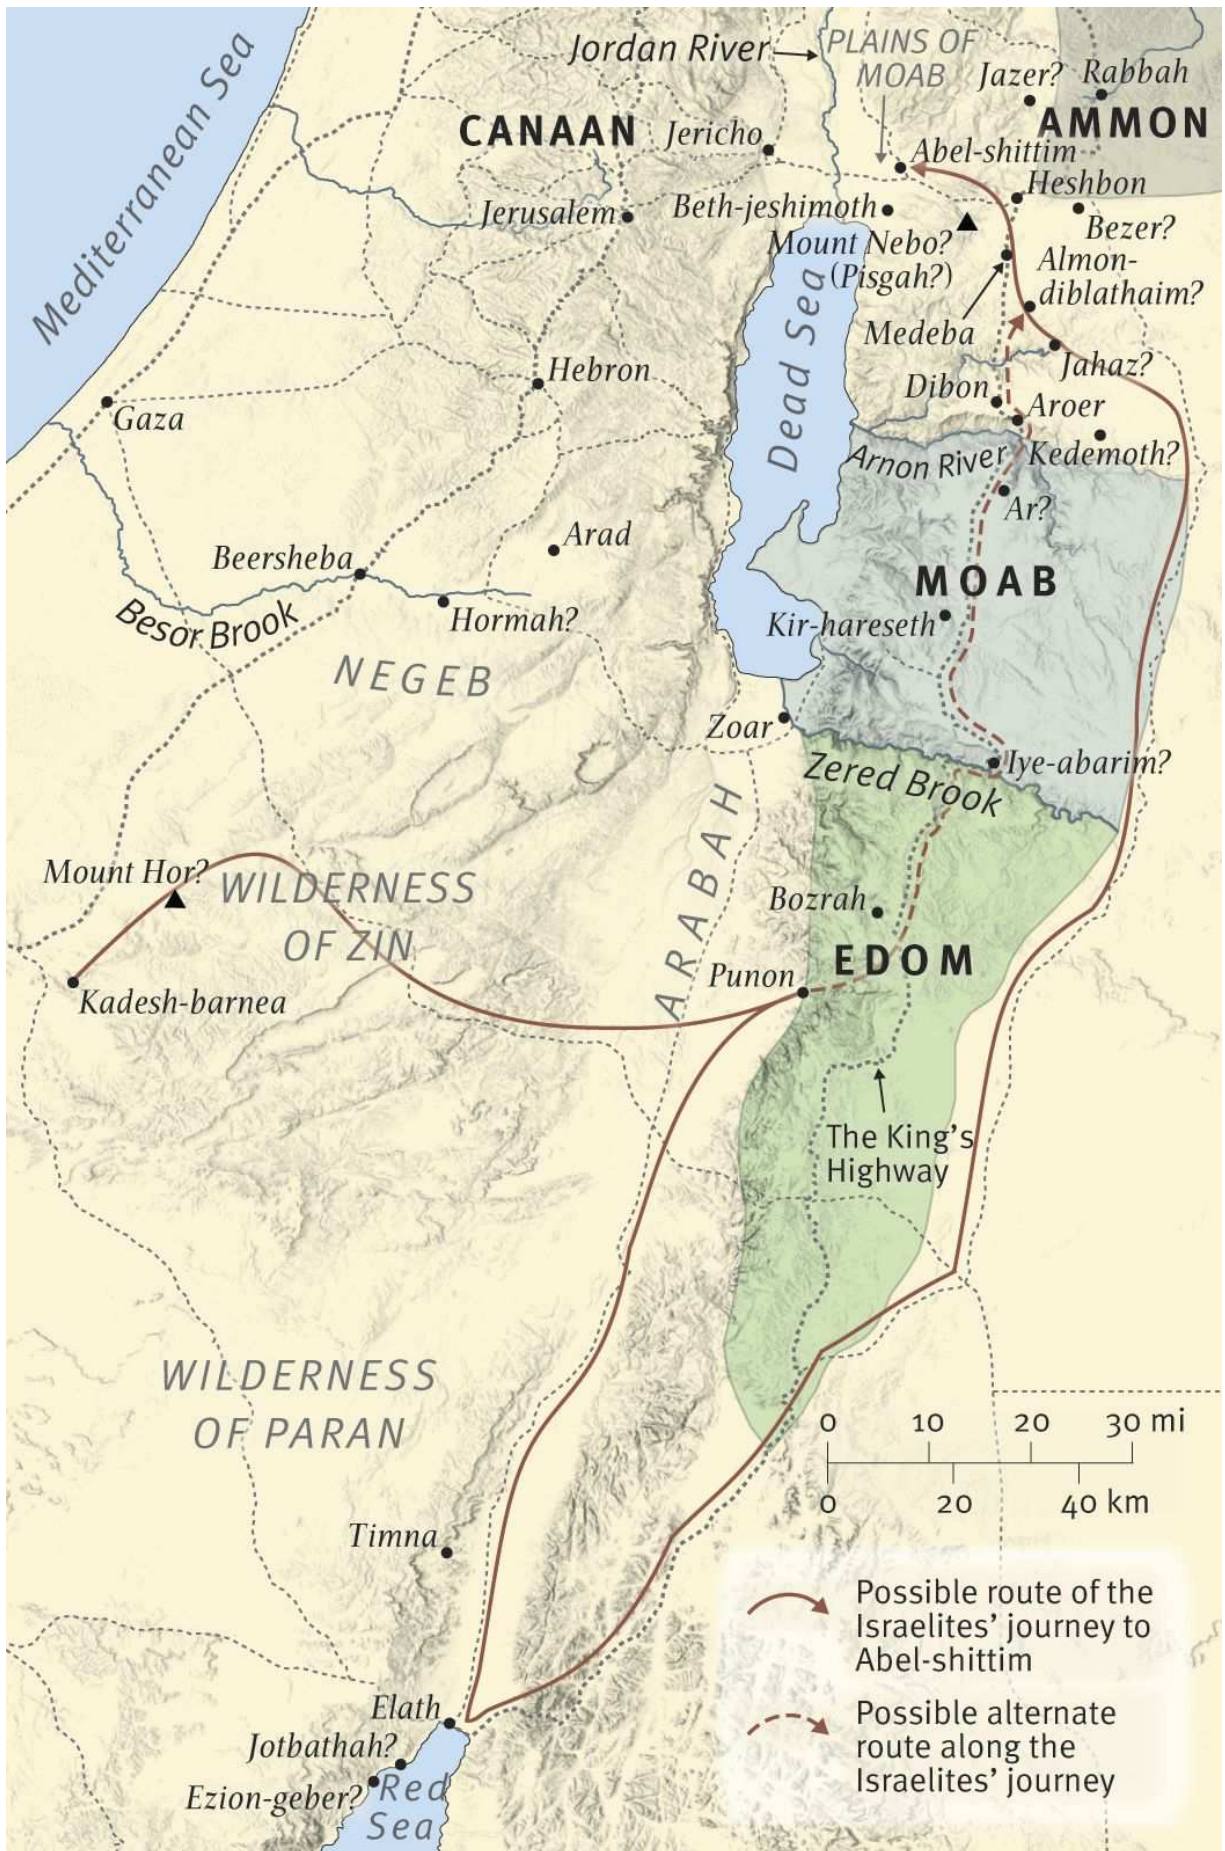 Mediterranean Sea
Jordan River
PLAINS OF
MOAB
Jazer?
Rabbah
CANAAN
AMMON
Jericho
Abel-shittim
Heshbon
Jerusalem
Beth-jeshimoth
Bezer?
Mount Nebo?
(Pisgah?)
Almon-
diblathaim?
Dead Sea
Medeba
Jahaz?
Hebron
Dibon
Gaza
Aroer
Arnon River
Kedemoth?
Ar?
Arad
Beersheba
MOAB
Besor Brook
Hormah?
Kir-hareseth
NEGEB
Zoar
Iye-abarim?
Zered Brook
ARABAH
Mount Hor?
WILDERNESS
OF ZIN
Bozrah
EDOM
Punon
Kadesh-barnea
The King's
Highway
WILDERNESS
OF PARAN
0 10 20 30 mi
0 20 40 km
Timna
Possible route of the
Israelites' journey to
Abel-shittim
Elath
Jotbathah?
Ezion-geber?
Red
Sea
Possible alternate
route along the
Israelites' journey